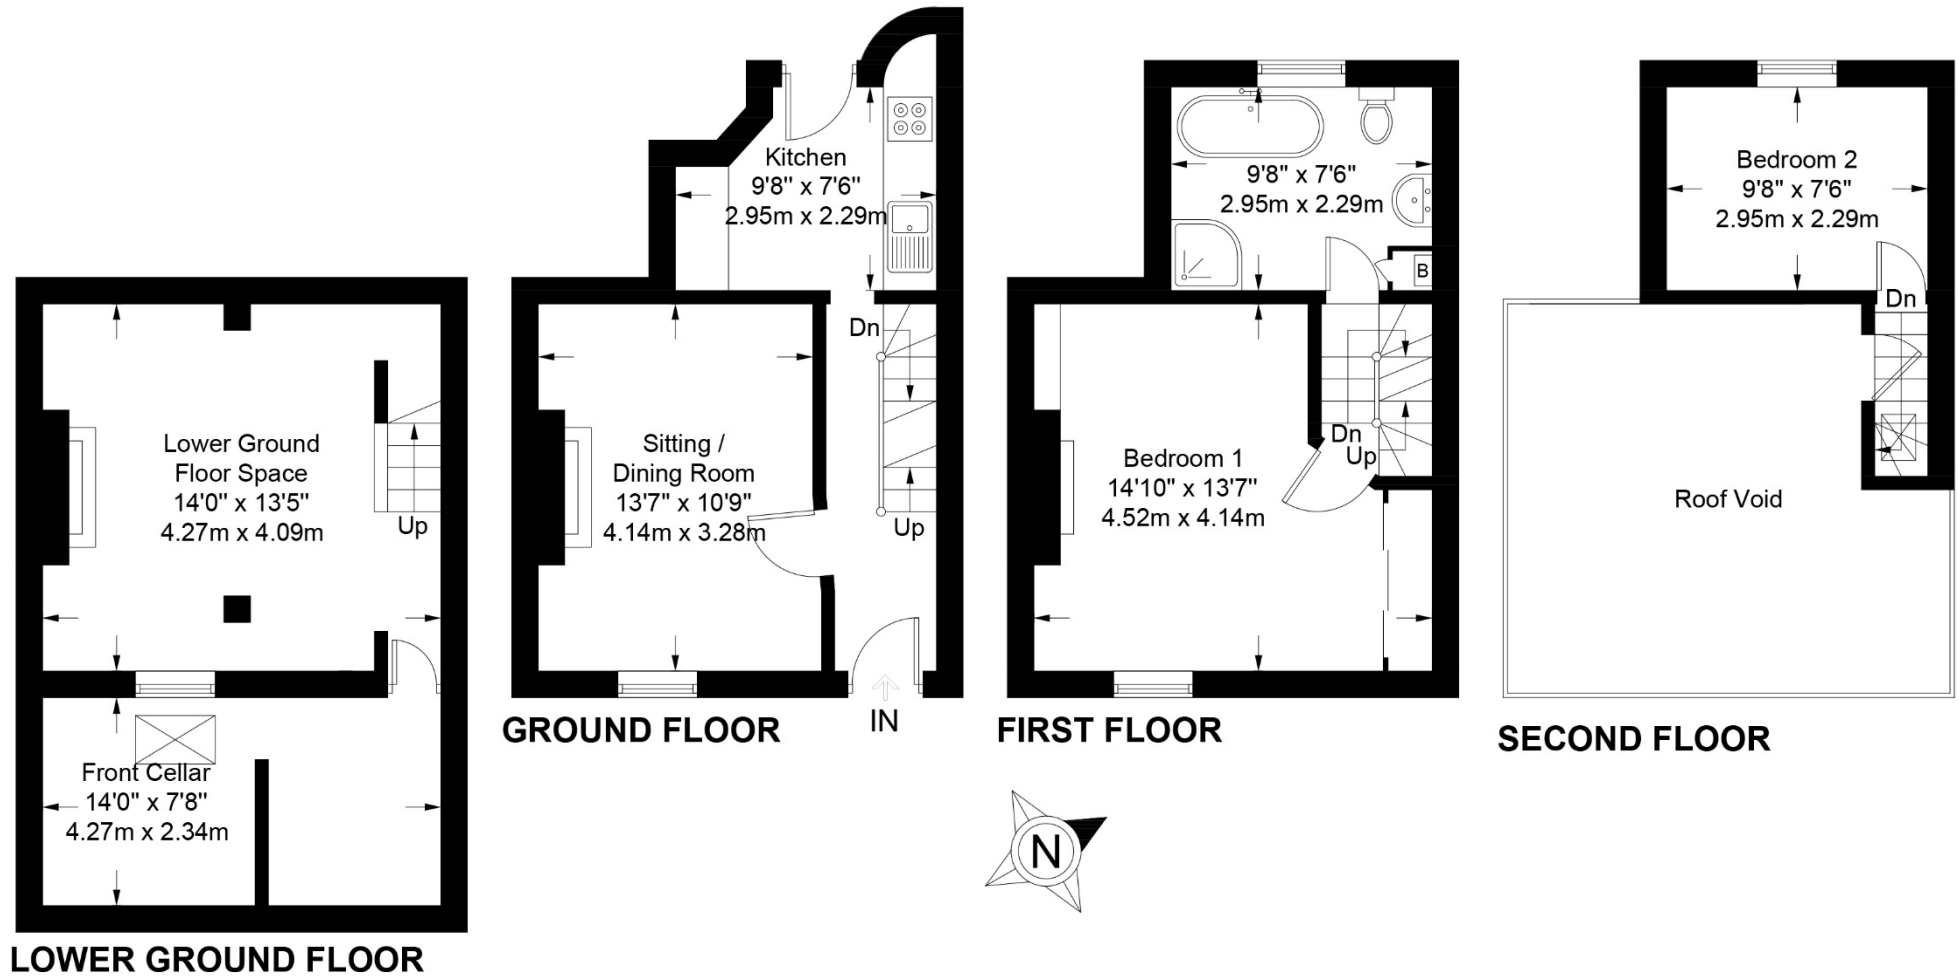 Kitchen
9'8" x 7'6"
2.95m x 2.29m
9'8" x 7'6"
2.95m x 2.29m
B
Bedroom 2
9'8" x 7'6"
2.95m x 2.29m
Dn
Lower Ground
Floor Space
14'0" x 13'5"
4.27m x 4.09m
Up
Dn
Sitting /
Dining Room
13'7" x 10'9"
4.14m x 3.28m
Up
Dn
Up
Bedroom 1
14'10" x 13'7"
4.52m x 4.14m
Roof Void
Front Cellar
14'0" x 7'8"
4.27m x 2.34m
IN
GROUND FLOOR
FIRST FLOOR
SECOND FLOOR
N
LOWER GROUND FLOOR